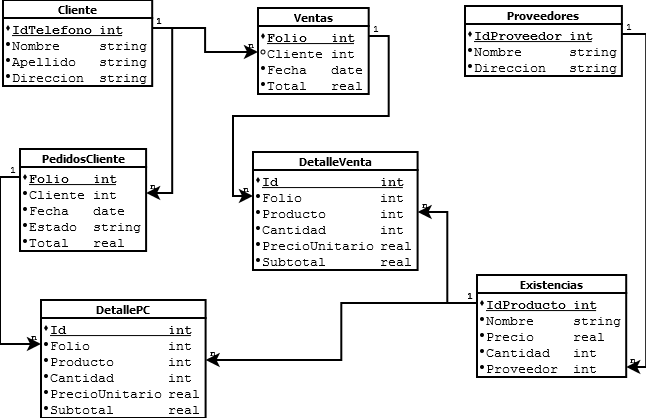 Cliente
IdTelefono int
Nombre string
Apellido string
Direccion string
1
n
Ventas
Folio int
Cliente int
Fecha date
Total real
1
Proveedores
IdProveedor int
Nombre string
Direccion string
1
PedidosCliente
Folio int
Cliente int
Fecha date
Estado string
Total real
1
n
DetalleVenta
Id int
Folio int
Producto int
Cantidad int
PrecioUnitario real
Subtotal real
n
n
DetallePC
Id int
Folio int
Producto int
Cantidad int
PrecioUnitario real
Subtotal real
n
n
Existencias
IdProducto int
Nombre string
Precio real
Cantidad int
Proveedor int
1
n